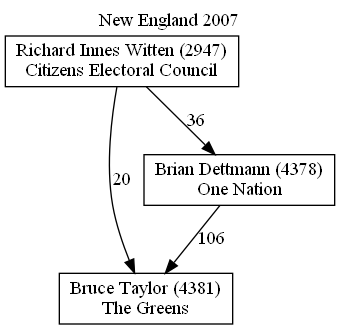 New England 2007
Richard Innes Witten (2947)
Citizens Electoral Council
36
Brian Dettmann (4378)
One Nation
20
106
Bruce Taylor (4381)
The Greens